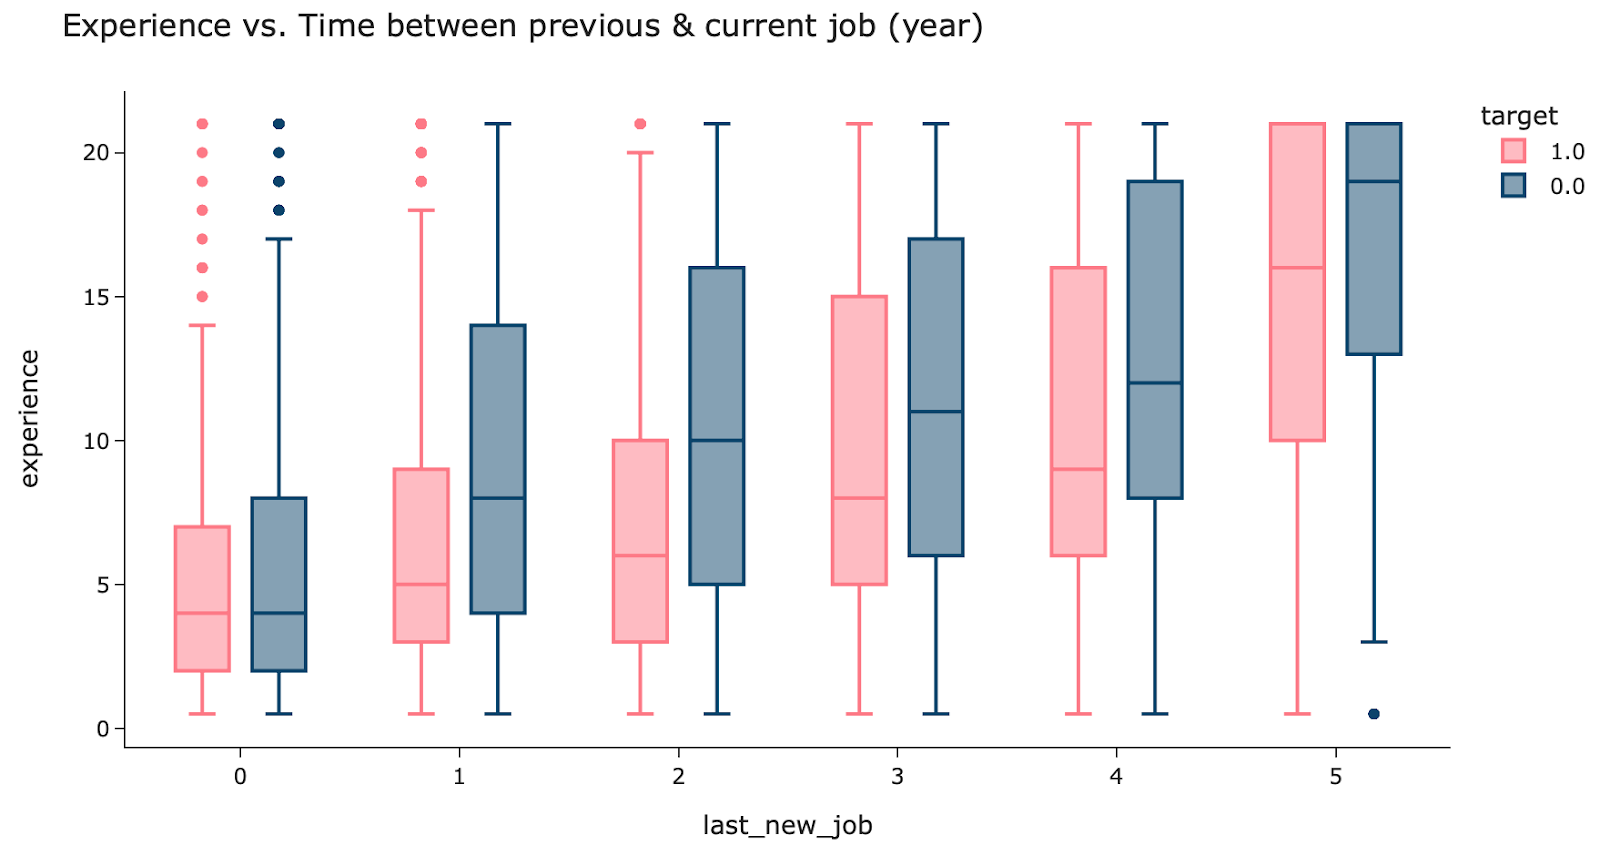 Experience vs. Time between previous & current job (year)
target
1.0
0.0
20
15
10
5
0
experience
0 1 2 3 4 5
last_new_job